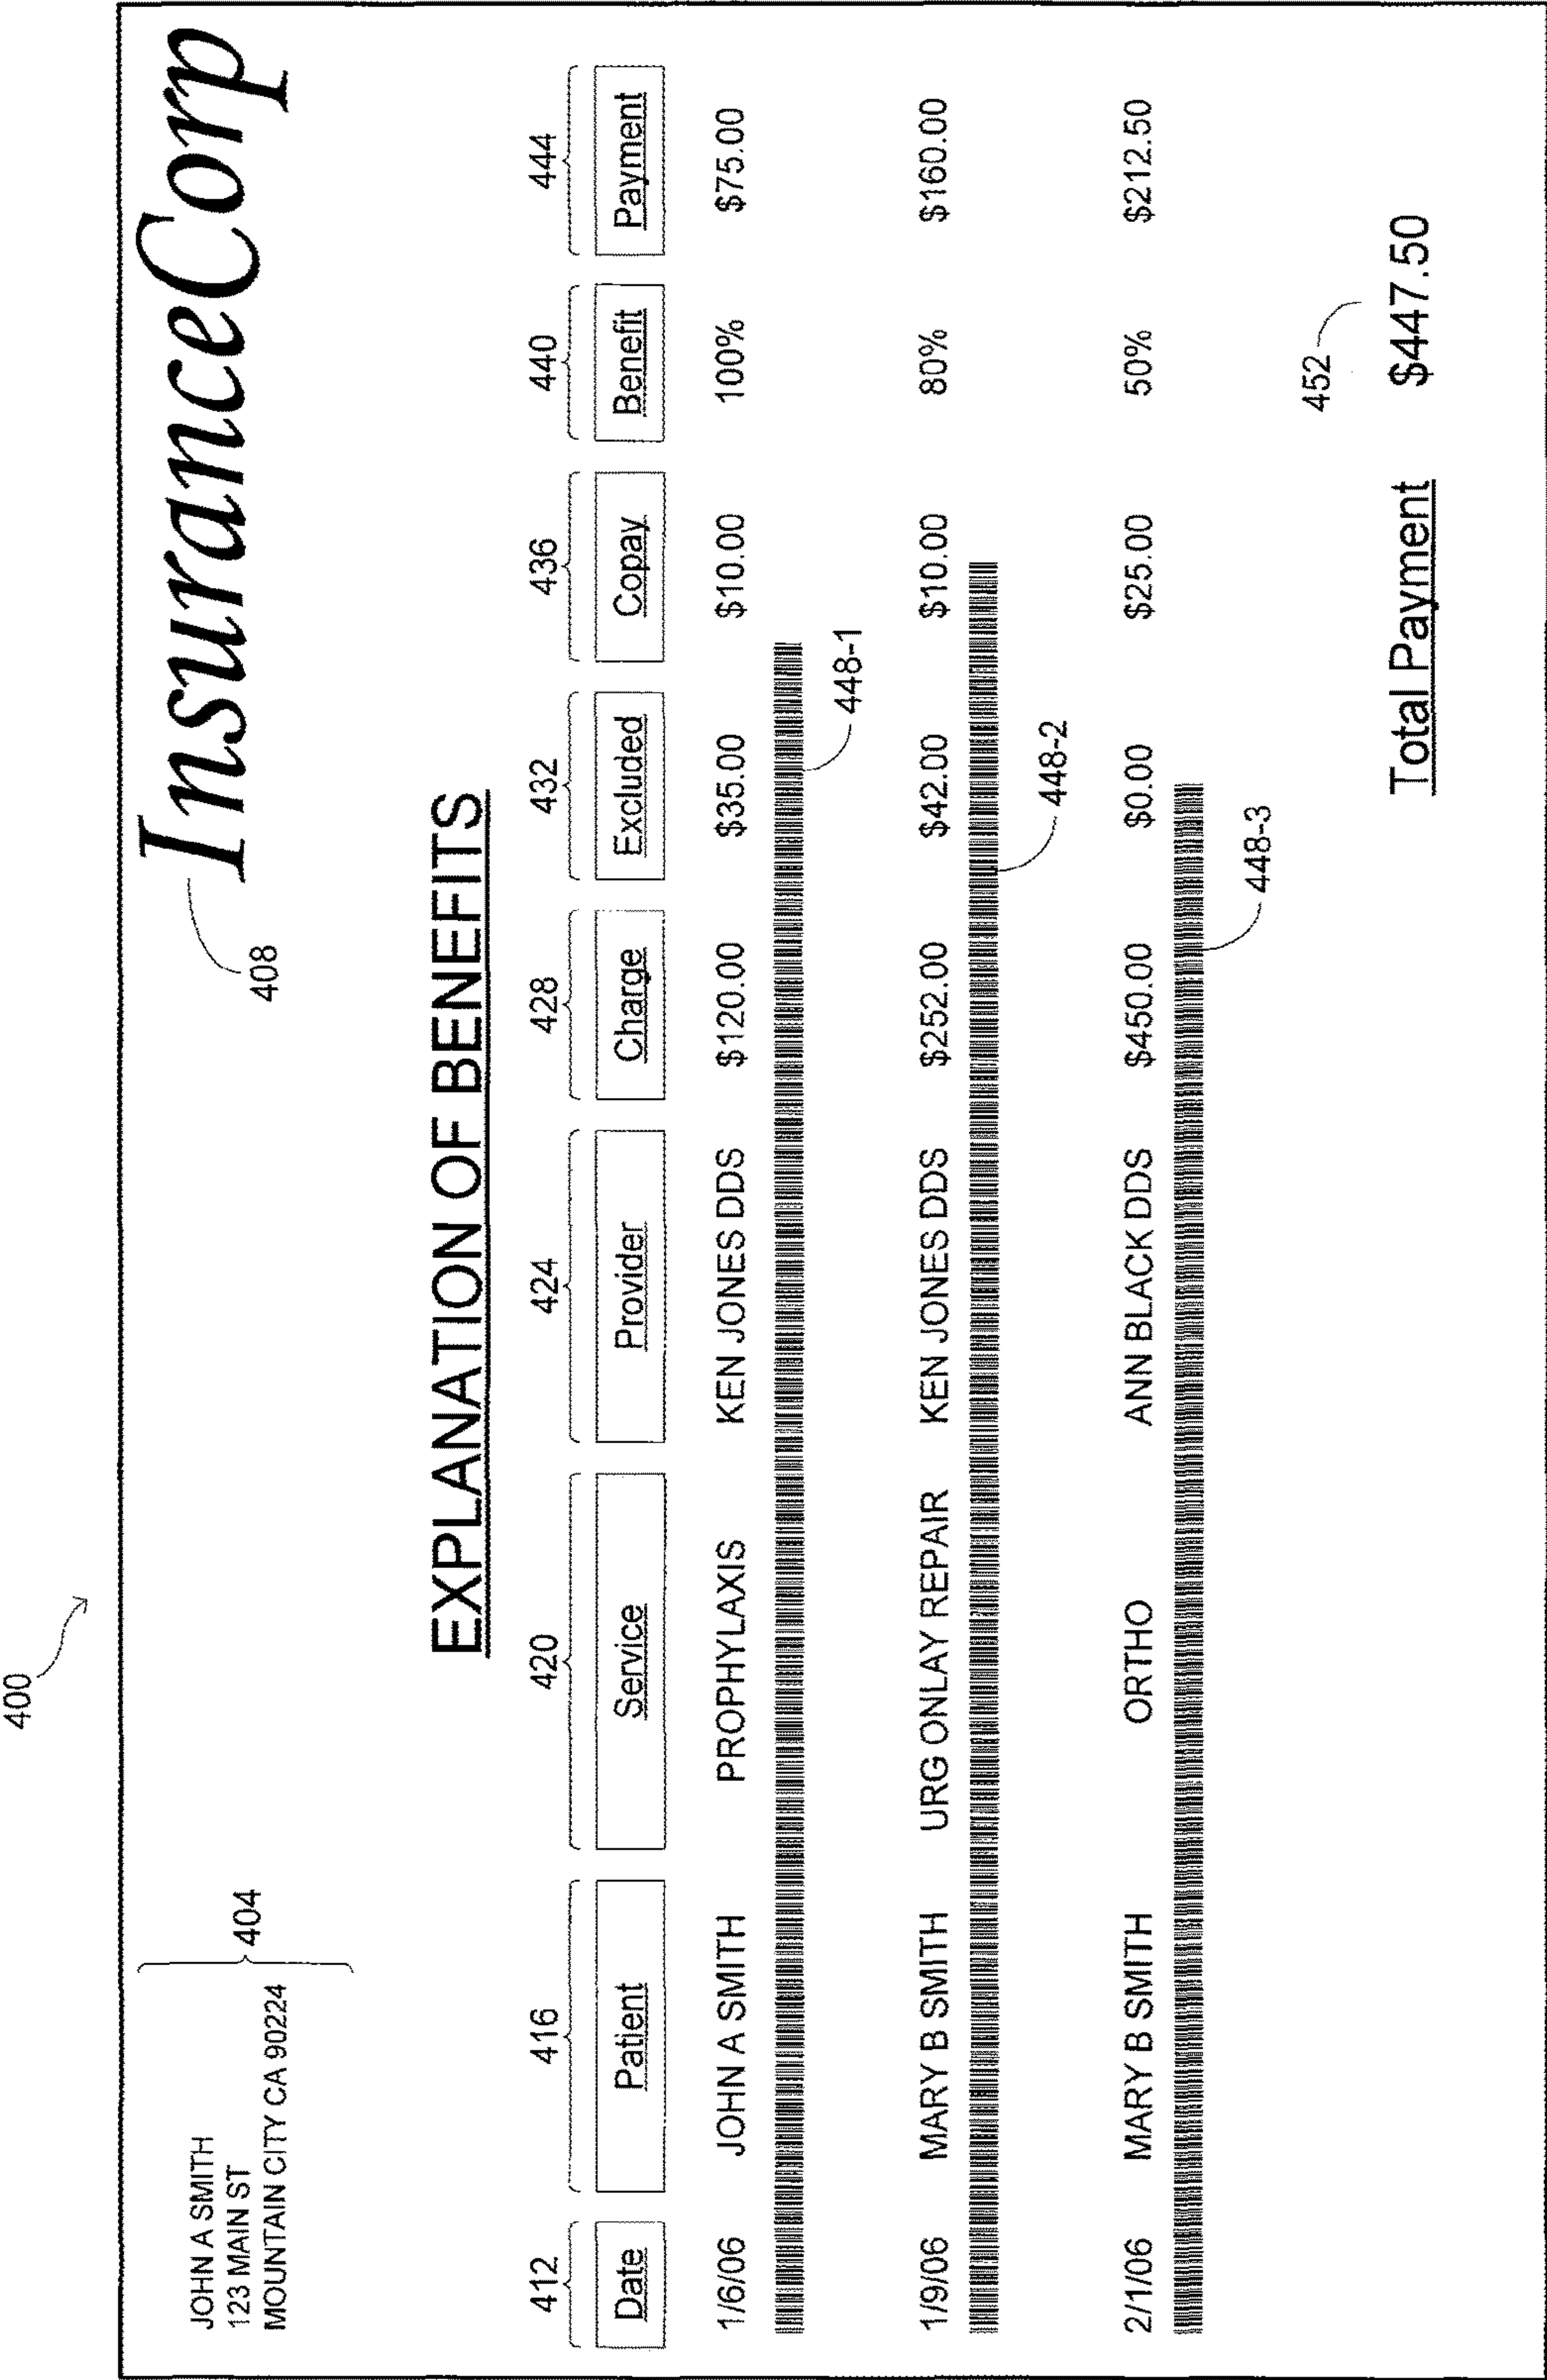 400
JOHN A SMITH
123 MAIN ST
MOUNTAIN CITY CA 90224
404
408
InsuranceCorp
EXPLANATION OF BENEFITS
412 416 420 424 428 432 436 440 444
Date Patient Service Provider Charge Excluded Copay Benefit Payment
1/6/06 JOHN A SMITH PROPHYLAXIS KEN JONES DDS $120.00 $35.00 $10.00 100% $75.00
448-1
1/9/06 MARY B SMITH URG ONLAY REPAIR KEN JONES DDS $252.00 $42.00 $10.00 80% $160.00
448-2
2/1/06 MARY B SMITH ORTHO ANN BLACK DDS $450.00 $0.00 $25.00 50% $212.50
448-3
452
Total Payment $447.50